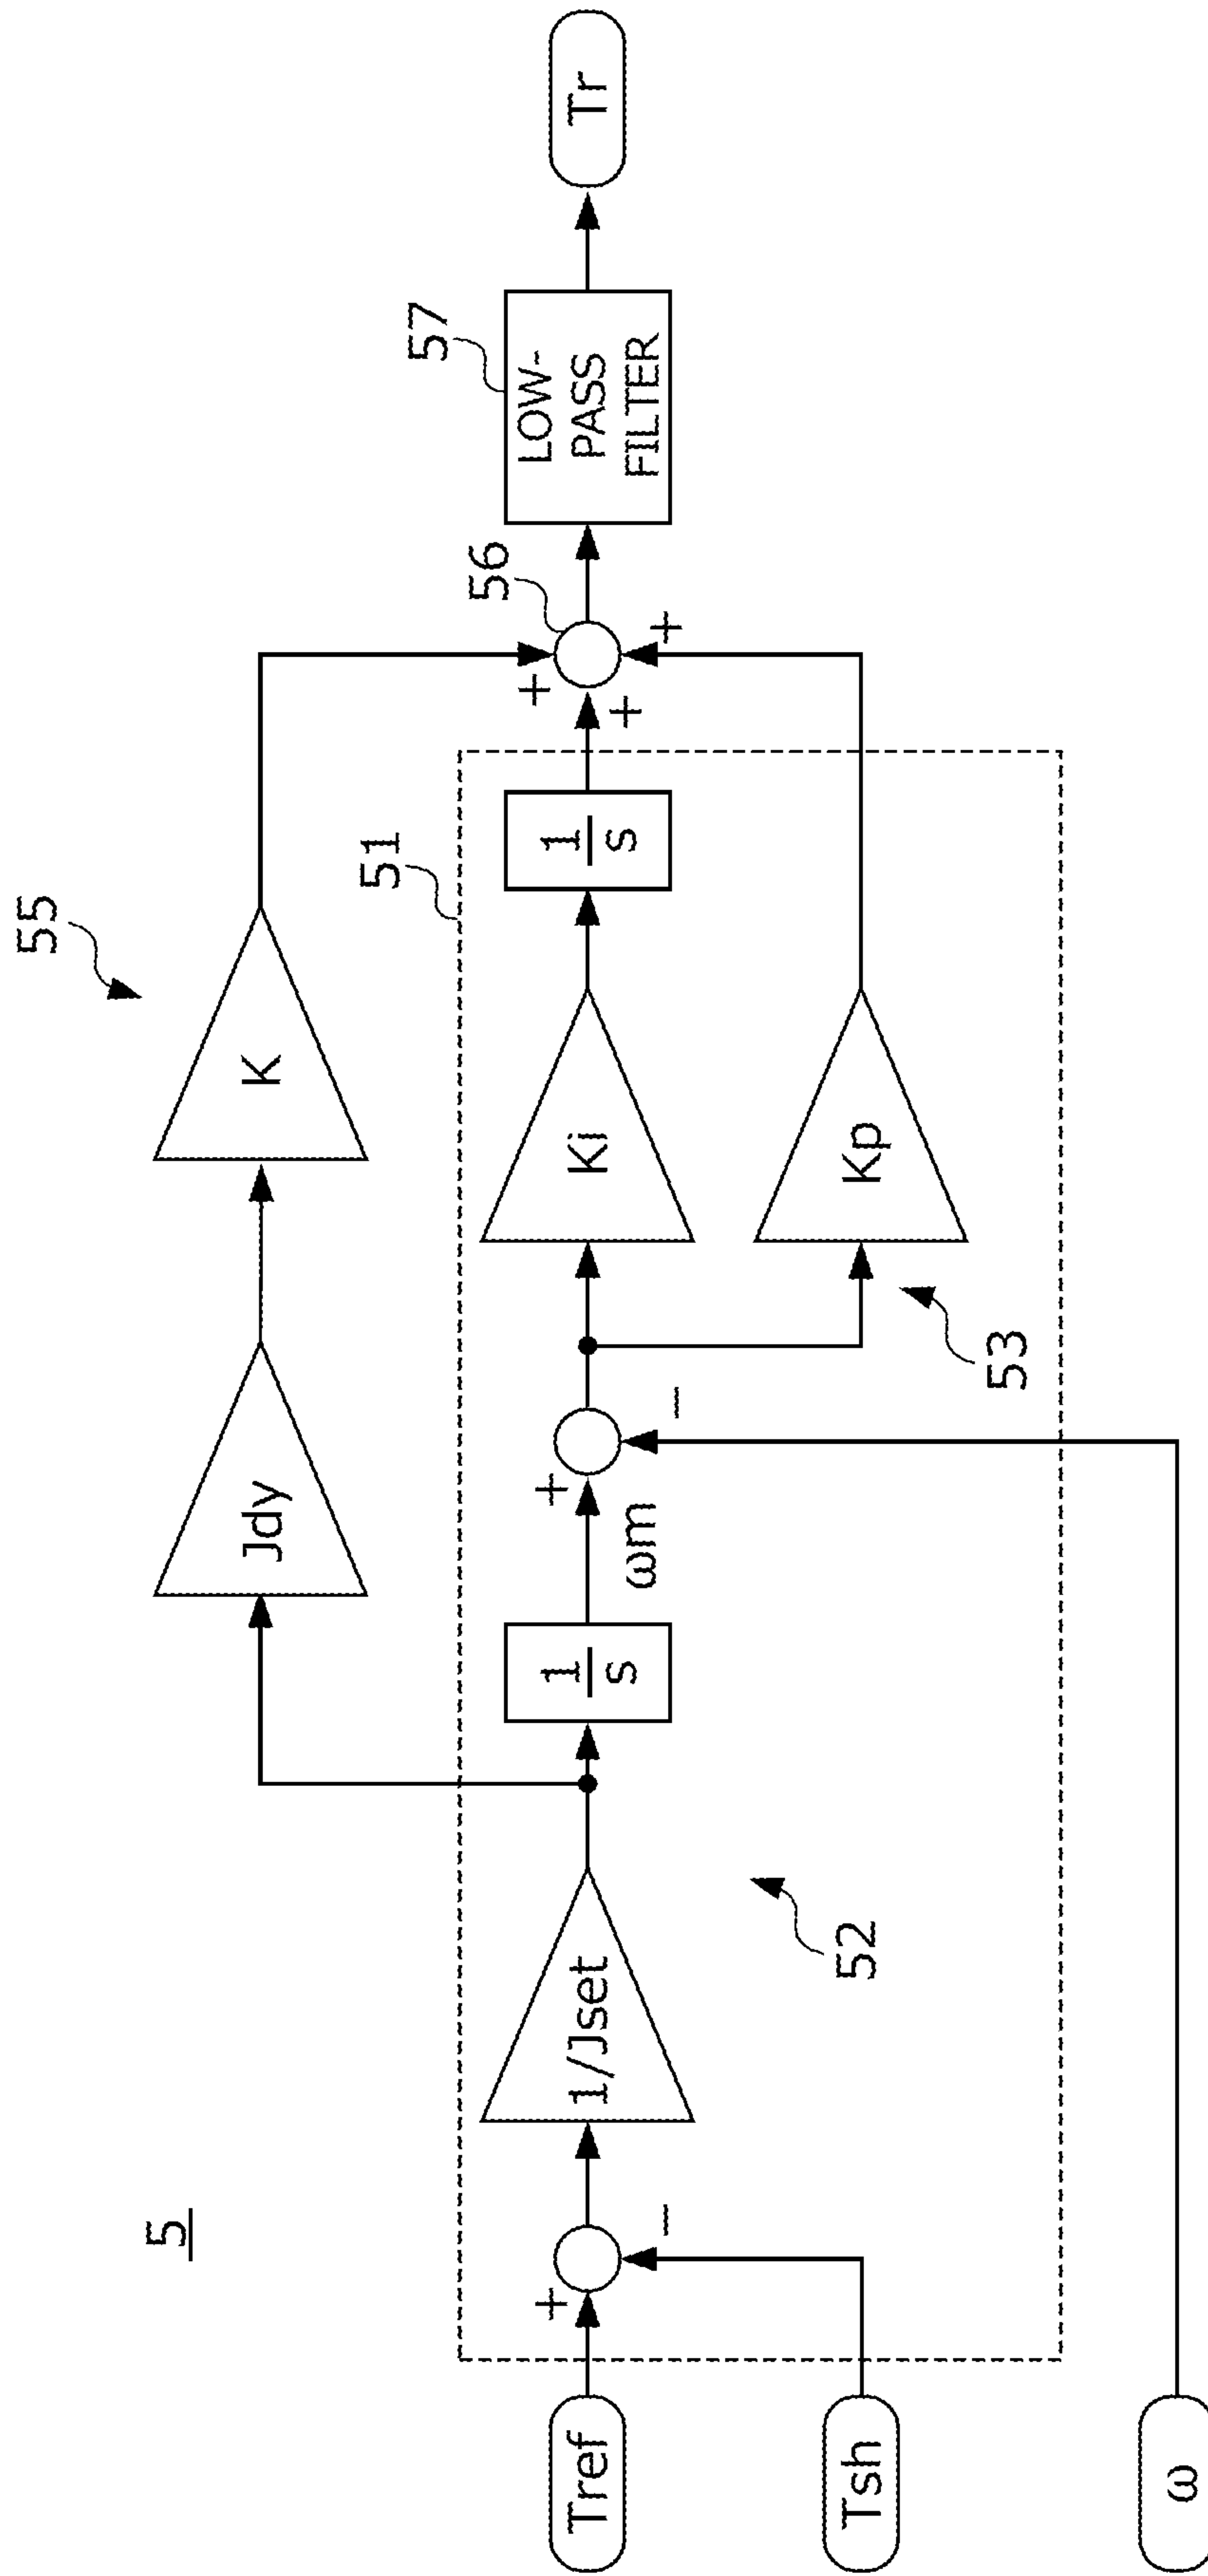 5
55
Jdy
K
51
56
57
+
+
+
+
-
+
-
Tref
1/Jset
1
s
ωm
Ki
1
s
LOW-
PASS
FILTER
Tr
52
Tsh
Kp
53
ω